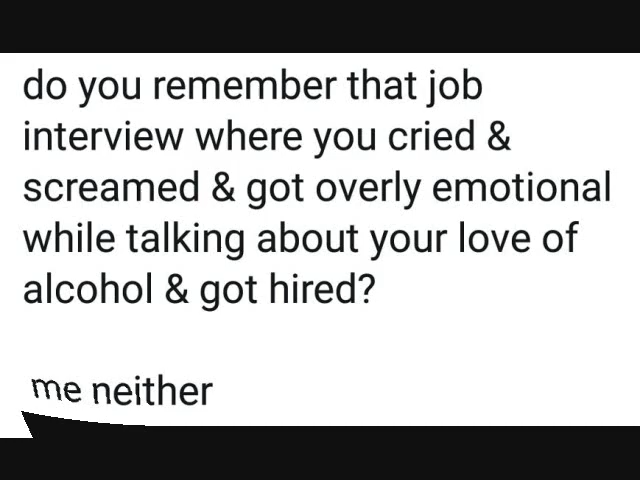 do you remember that job
interview where you cried &
screamed & got overly emotional
while talking about your love of
alcohol & got hired?
me neither